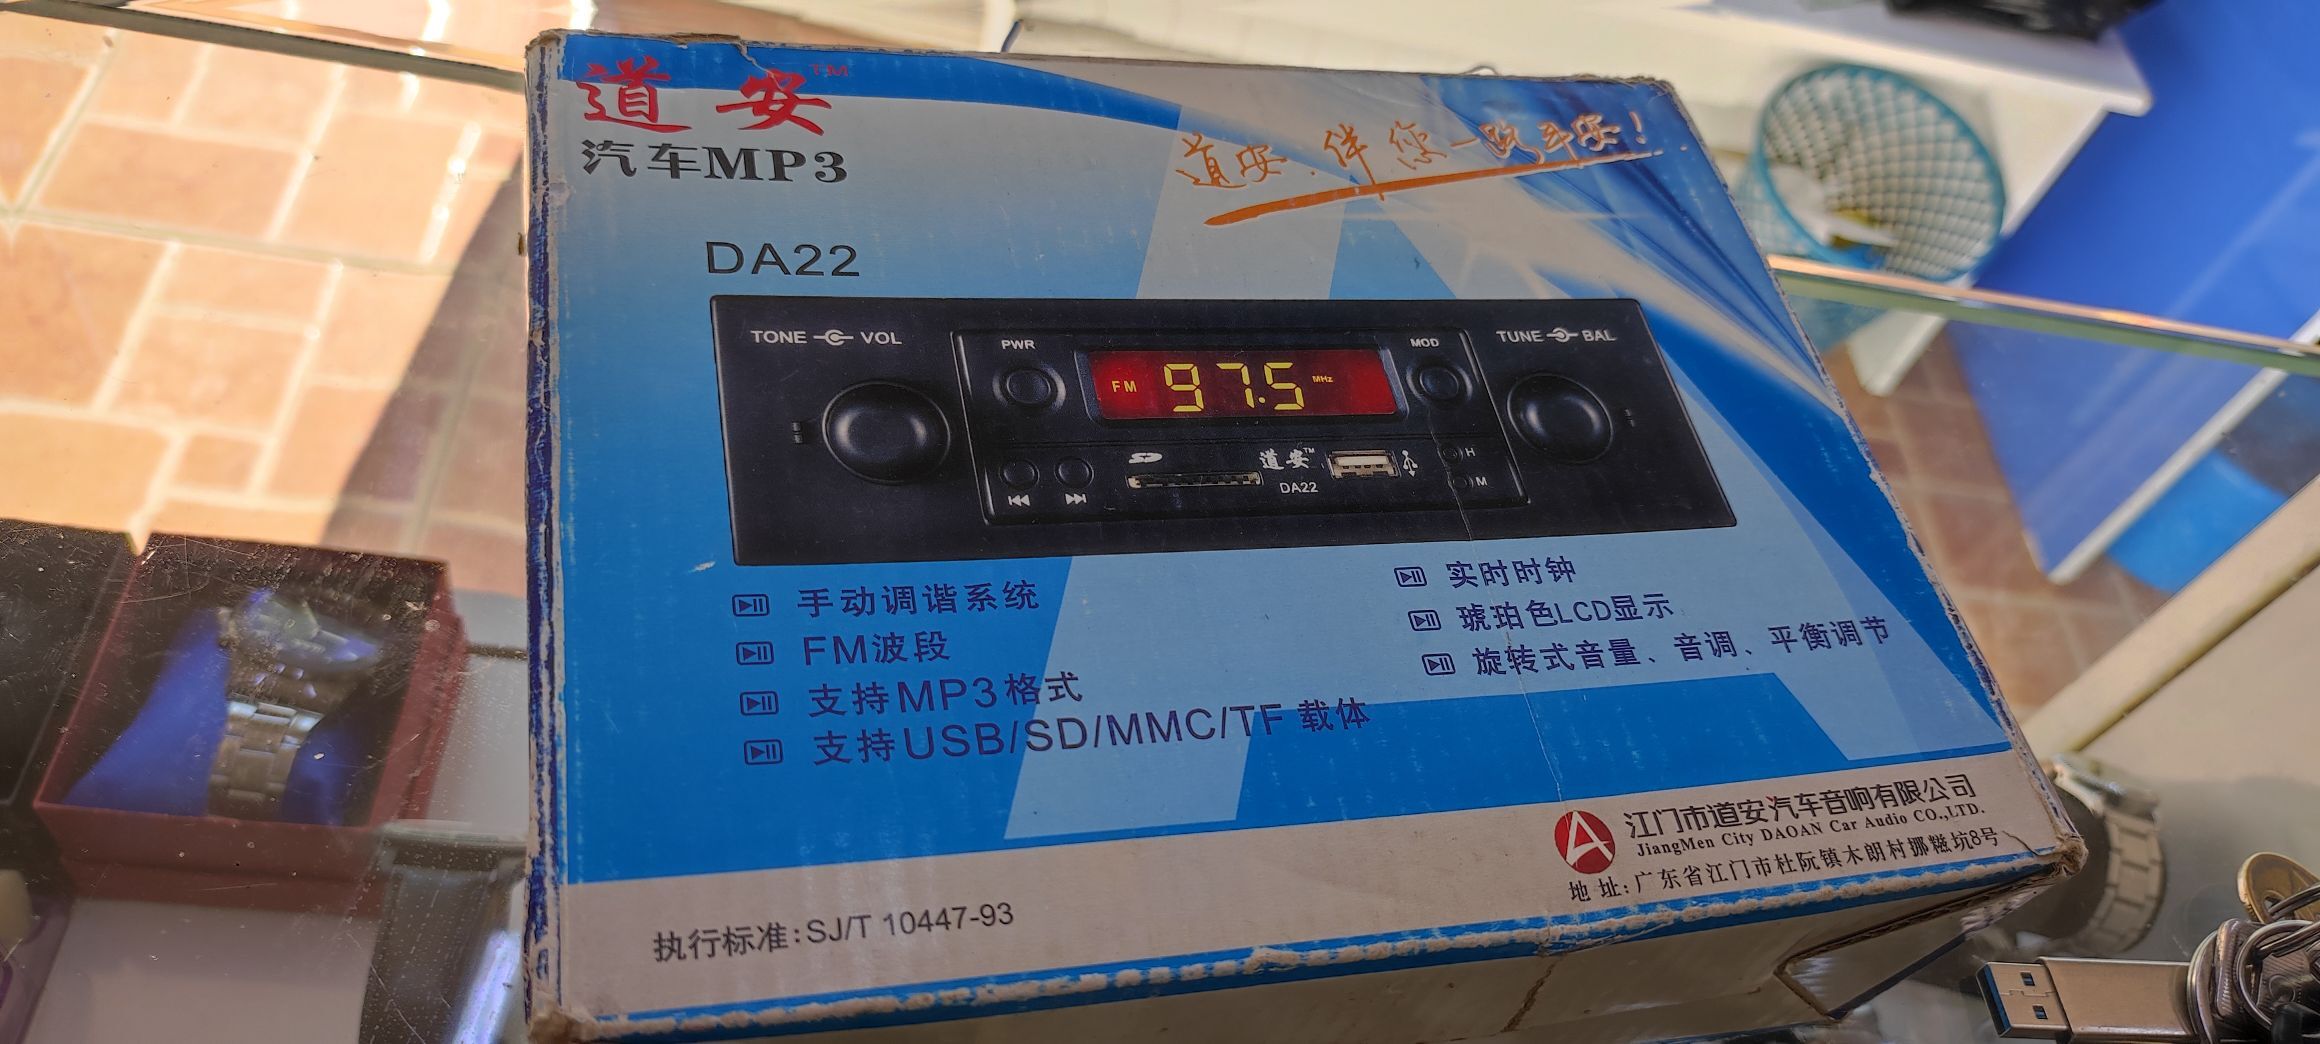 道安™
汽车MP3
道安.伴您一路平安!
DA22
TONE VOL
PWR
MOD
TUNE BAL
FM 97.5 MHz
SD
道安™
DA22
H
M
手动调谐系统
FM波段
支持MP3格式
支持USB/SD/MMC/TF 载体
实时时钟
琥珀色LCD显示
旋转式音量、音调、平衡调节
江门市道安汽车音响有限公司
JiangMen City DAOAN Car Audio CO.,LTD.
地 址:广东省江门市杜阮镇木朗村挪糍坑8号
执行标准:SJ/T 10447-93